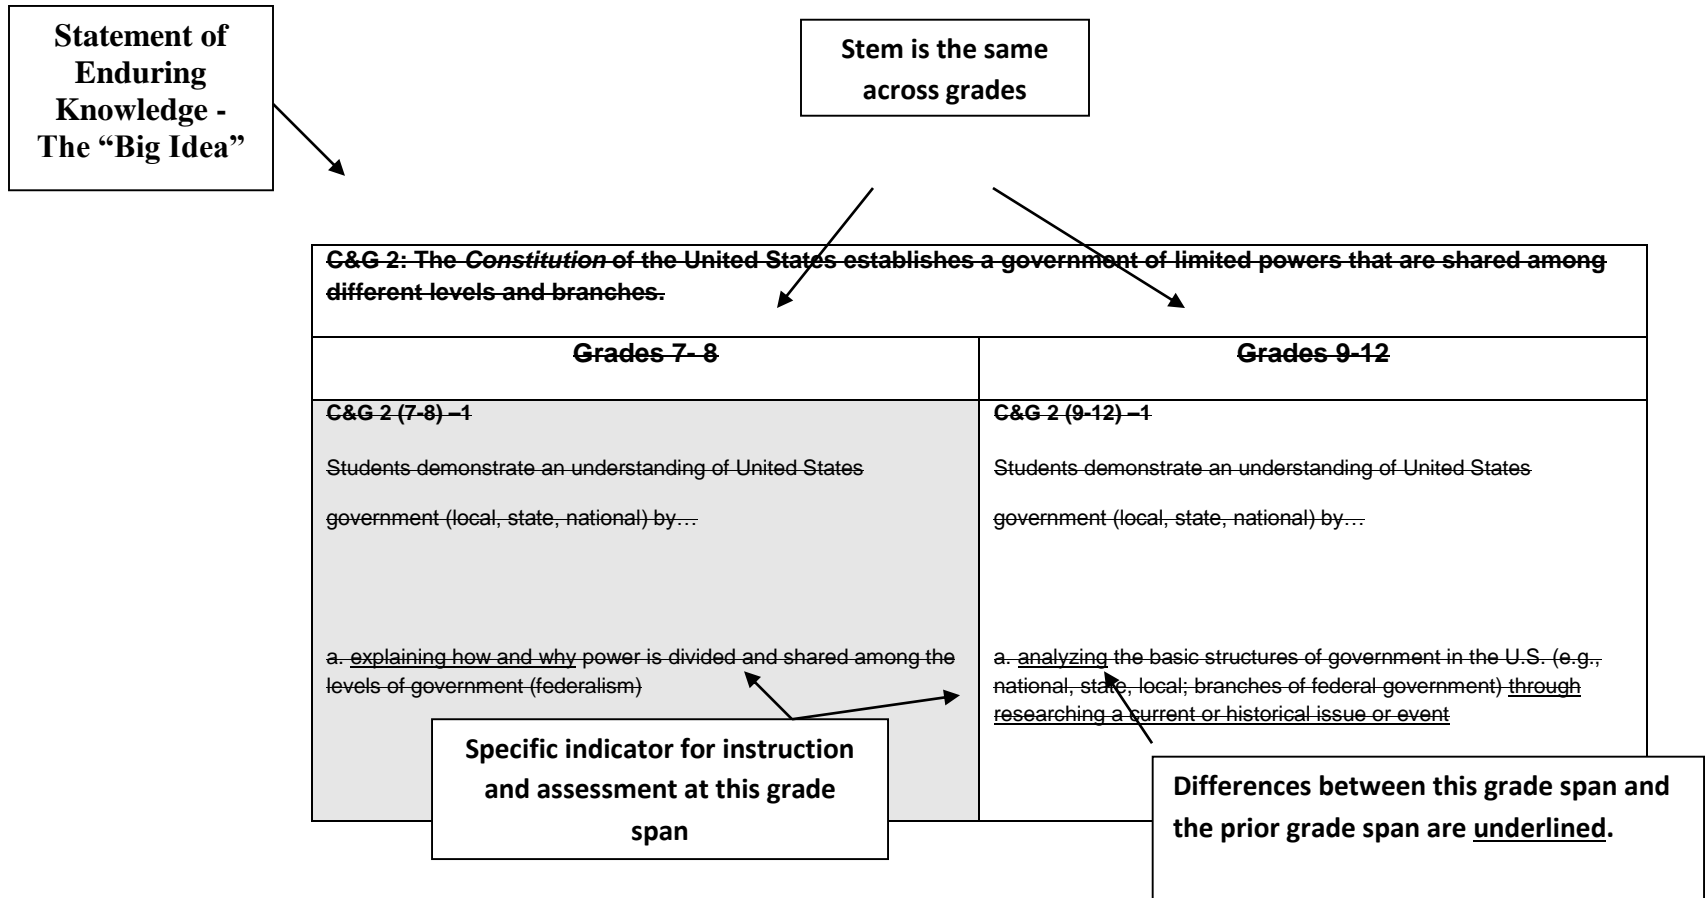 Statement of
Enduring
Knowledge -
The “Big Idea”
Stem is the same
across grades
C&G 2: The Constitution of the United States establishes a government of limited powers that are shared among
different levels and branches.
Grades 7- 8
Grades 9-12
C&G 2 (7-8) –1
Students demonstrate an understanding of United States
government (local, state, national) by…
a. explaining how and why power is divided and shared among the
levels of government (federalism)
C&G 2 (9-12) –1
Students demonstrate an understanding of United States
government (local, state, national) by…
a. analyzing the basic structures of government in the U.S. (e.g.,
national, state, local; branches of federal government) through
researching a current or historical issue or event
Specific indicator for instruction
and assessment at this grade
span
Differences between this grade span and
the prior grade span are underlined.